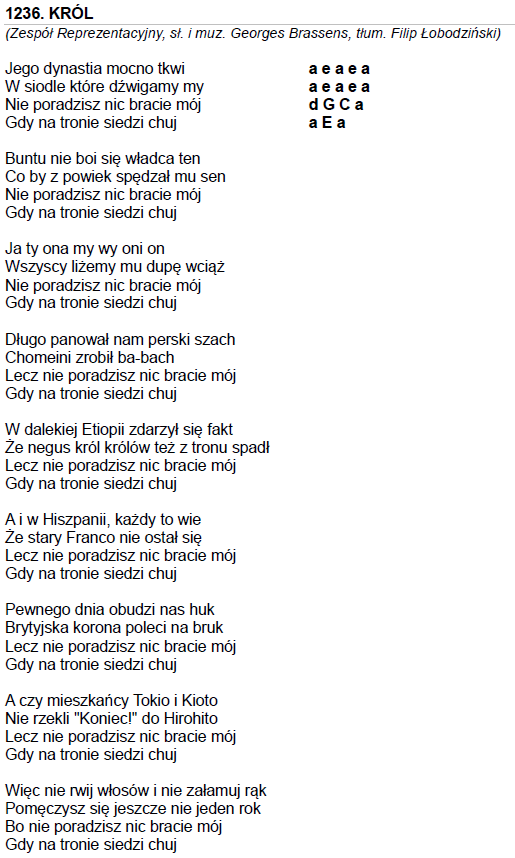 1236. KRÓL
(Zespół Reprezentacyjny, sł. i muz. Georges Brassens, tłum. Filip Łobodziński)
Jego dynastia mocno tkwi a e a e a
W siodle które dźwigamy my a e a e a
Nie poradzisz nic bracie mój d G C a
Gdy na tronie siedzi chuj a E a
Buntu nie boi się władca ten
Co by z powiek spędzał mu sen
Nie poradzisz nic bracie mój
Gdy na tronie siedzi chuj
Ja ty ona my wy oni on
Wszyscy liżemy mu dupę wciąż
Nie poradzisz nic bracie mój
Gdy na tronie siedzi chuj
Długo panował nam perski szach
Chomeini zrobił ba-bach
Lecz nie poradzisz nic bracie mój
Gdy na tronie siedzi chuj
W dalekiej Etiopii zdarzył się fakt
Że negus król królów też z tronu spadł
Lecz nie poradzisz nic bracie mój
Gdy na tronie siedzi chuj
A i w Hiszpanii, każdy to wie
Że stary Franco nie ostał się
Lecz nie poradzisz nic bracie mój
Gdy na tronie siedzi chuj
Pewnego dnia obudzi nas huk
Brytyjska korona poleci na bruk
Lecz nie poradzisz nic bracie mój
Gdy na tronie siedzi chuj
A czy mieszkańcy Tokio i Kioto
Nie rzekli "Koniec!" do Hirohito
Lecz nie poradzisz nic bracie mój
Gdy na tronie siedzi chuj
Więc nie rwij włosów i nie załamuj rąk
Pomęczysz się jeszcze nie jeden rok
Bo nie poradzisz nic bracie mój
Gdy na tronie siedzi chuj